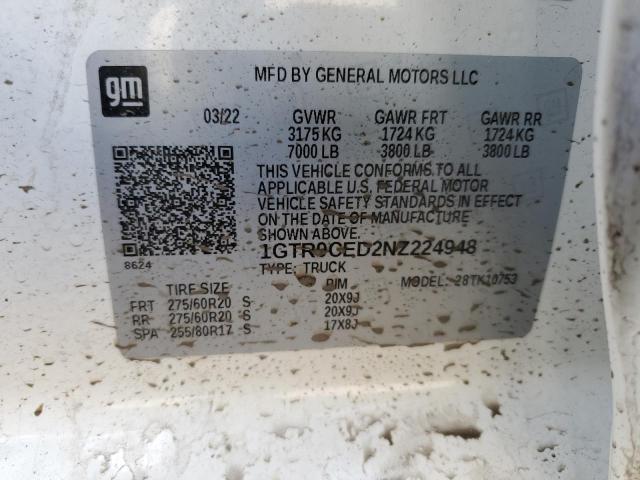 gm
MFD BY GENERAL MOTORS LLC
03/22 GVWR GAWR FRT GAWR RR
3175 KG 1724 KG 1724 KG
7000 LB 3800 LB 3800 LB
THIS VEHICLE CONFORMS TO ALL
APPLICABLE U.S. FEDERAL MOTOR
VEHICLE SAFETY STANDARDS IN EFFECT
ON THE DATE OF MANUFACTURE
SHOWN ABOVE.
1GTR9CED2NZ224948
8624 TYPE: TRUCK MODEL:
TIRE SIZE RIM
FRT 275/60R20 S 20X9J
RR 275/60R20 S 20X9J
SPA 255/80R17 S 17X8J